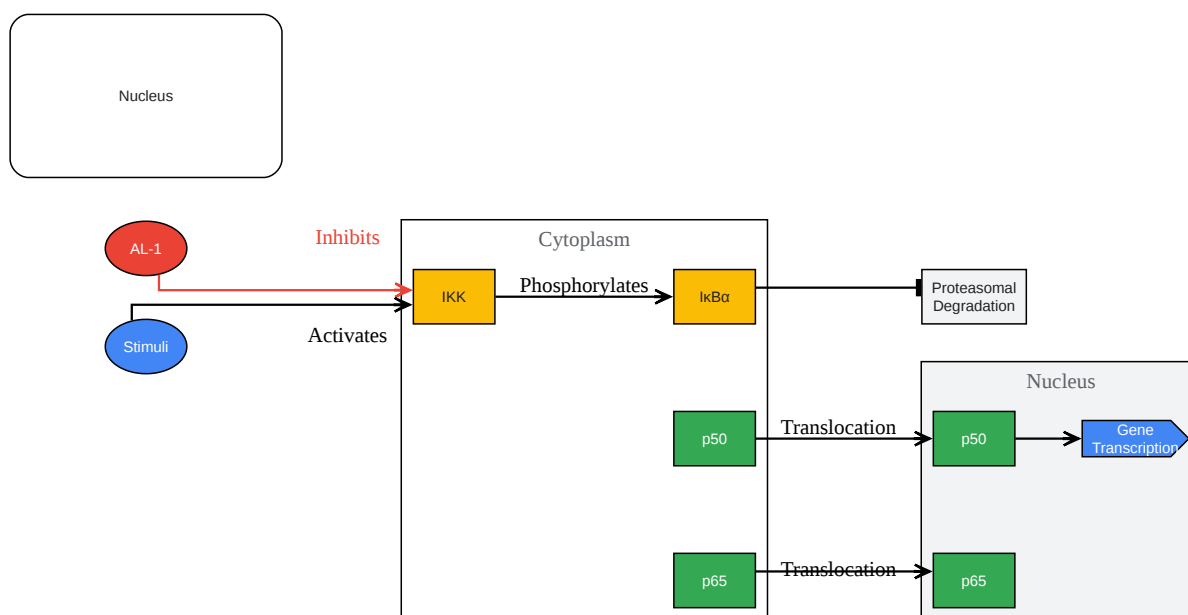 Nucleus
Inhibits
Cytoplasm
AL-1
IKK
Phosphorylates
IκBα
Proteasomal
Degradation
Activates
Stimuli
Nucleus
p50
Translocation
p50
Gene
Transcription
p65
Translocation
p65